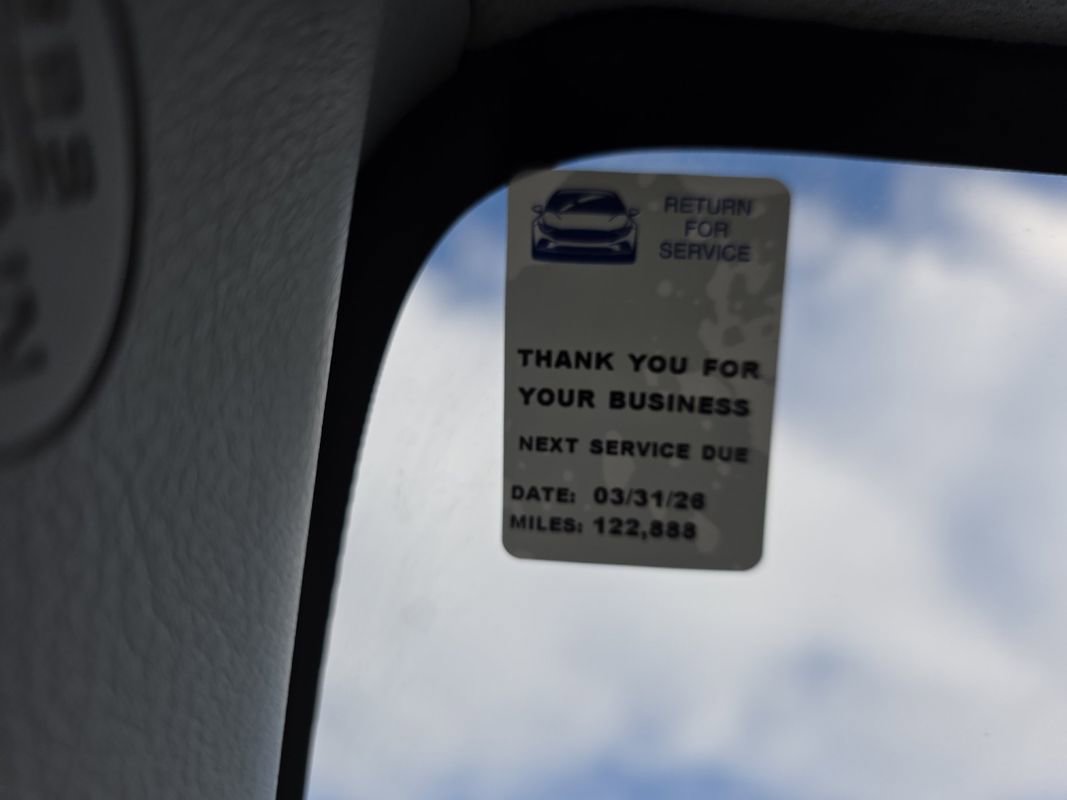 RETURN
FOR
SERVICE
THANK YOU FOR
YOUR BUSINESS
NEXT SERVICE DUE
DATE: 03/31/26
MILES: 122,888